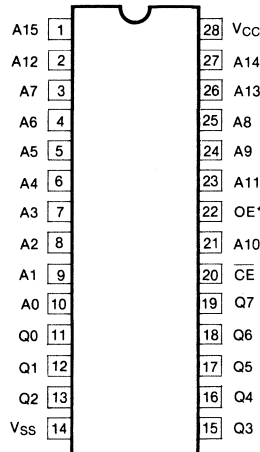 A15 1 28 VCC
A12 2 27 A14
A7 3 26 A13
A6 4 25 A8
A5 5 24 A9
A4 6 23 A11
A3 7 22 OE*
A2 8 21 A10
A1 9 20 C̅E̅
A0 10 19 Q7
Q0 11 18 Q6
Q1 12 17 Q5
Q2 13 16 Q4
VSS 14 15 Q3